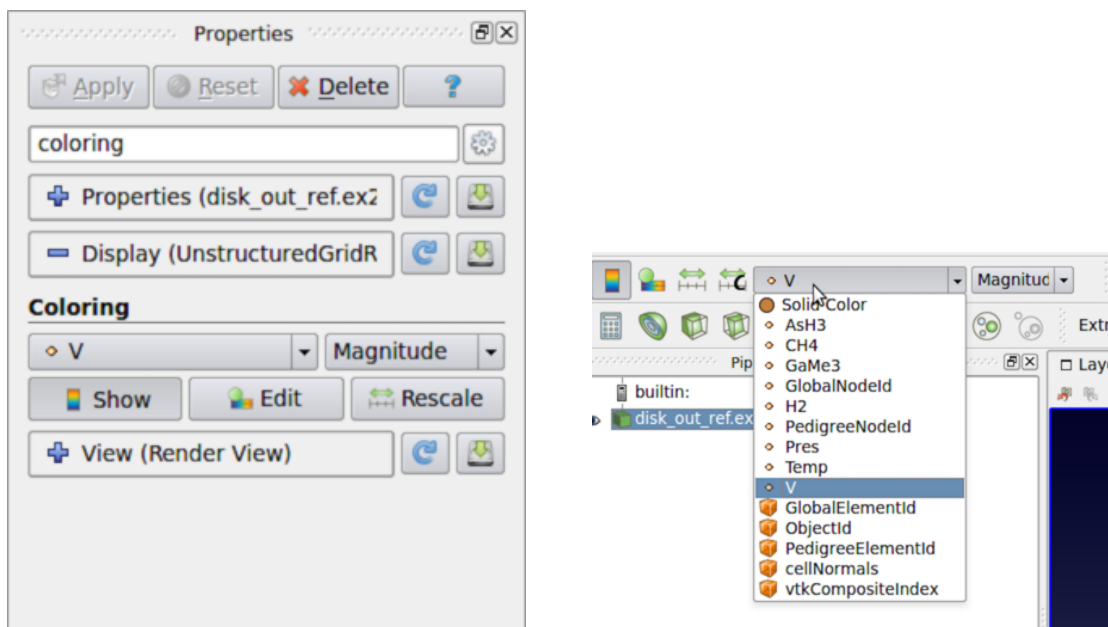 Properties
Apply Reset Delete ?
coloring
Properties (disk_out_ref.ex2
Display (UnstructuredGridR
Coloring
V Magnitude
Show Edit Rescale
View (Render View)
V Magnitud
Solid Color
AsH3
CH4
GaMe3
GlobalNodeId
H2
PedigreeNodeId
Pres
Temp
V
GlobalElementId
ObjectId
PedigreeElementId
cellNormals
vtkCompositeIndex
Extr
Pip
Lay
builtin:
disk_out_ref.ex